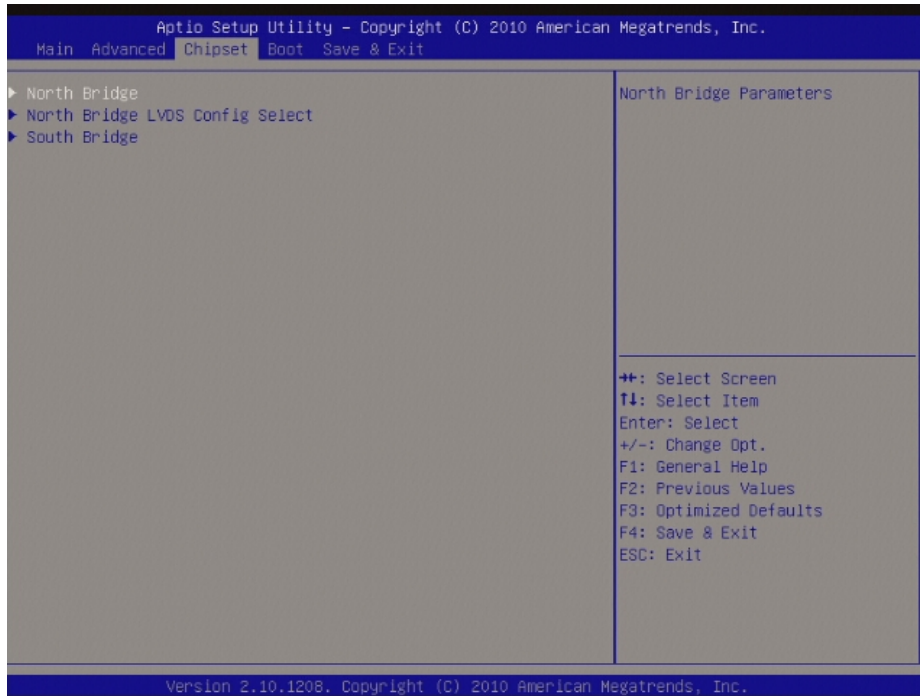 Aptio Setup Utility – Copyright (C) 2010 American Megatrends, Inc.
Main Advanced Chipset Boot Save & Exit
▶ North Bridge
▶ North Bridge LVDS Config Select
▶ South Bridge
North Bridge Parameters
→←: Select Screen
↑↓: Select Item
Enter: Select
+/-: Change Opt.
F1: General Help
F2: Previous Values
F3: Optimized Defaults
F4: Save & Exit
ESC: Exit
Version 2.10.1208. Copyright (C) 2010 American Megatrends, Inc.